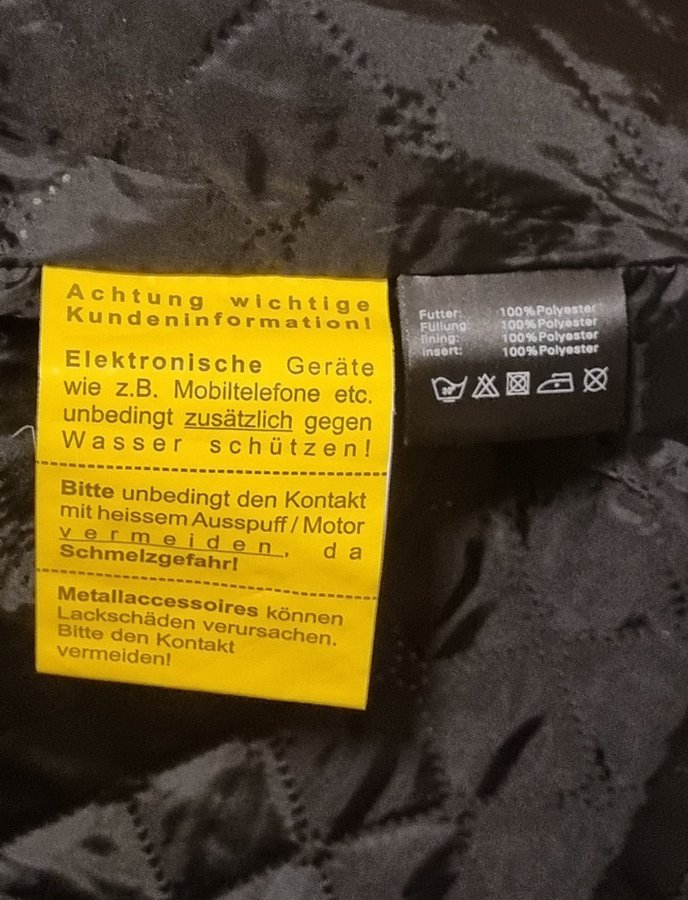 Achtung wichtige
Kundeninformation!
Elektronische Geräte
wie z.B. Mobiltelefone etc.
unbedingt zusätzlich gegen
Wasser schützen!
Bitte unbedingt den Kontakt
mit heissem Ausspuff / Motor
vermeiden, da
Schmelzgefahr!
Metallaccessoires können
Lackschäden verursachen.
Bitte den Kontakt
vermeiden!
Futter: 100%Polyester
Füllung: 100%Polyester
lining: 100%Polyester
insert: 100%Polyester